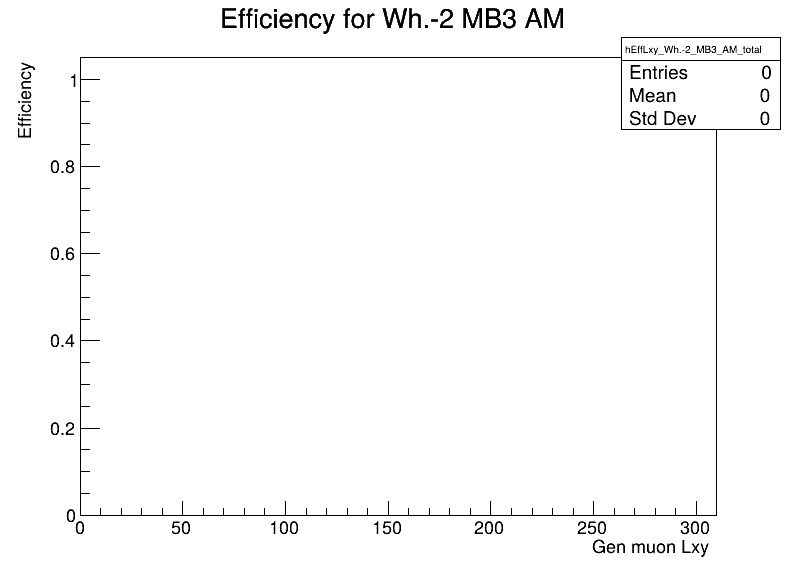 Efficiency for Wh.-2 MB3 AM
hEffLxy_Wh.-2_MB3_AM_total
Entries 0
Mean 0
Std Dev 0
Efficiency
1
0.8
0.6
0.4
0.2
0
0 50 100 150 200 250 300
Gen muon Lxy